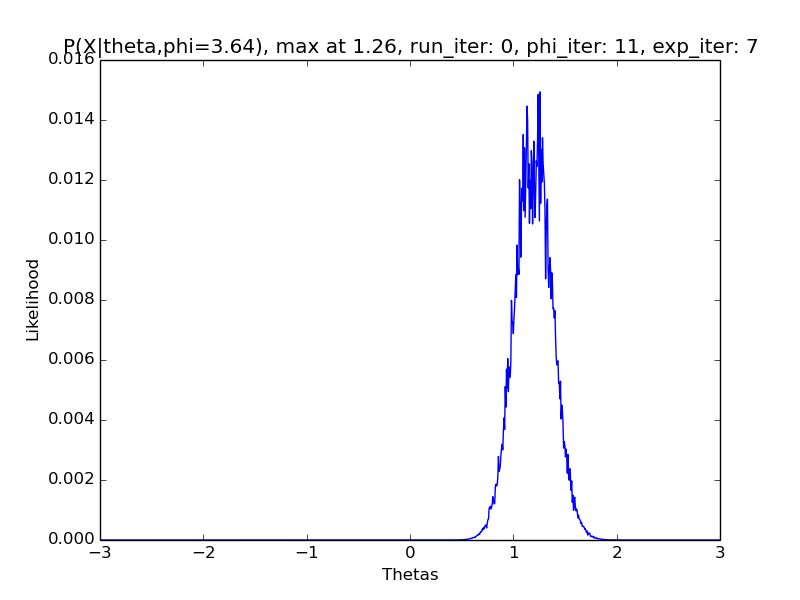 P(X|theta,phi=3.64), max at 1.26, run_iter: 0, phi_iter: 11, exp_iter: 7
0.016
0.014
0.012
0.010
0.008
0.006
0.004
0.002
0.000
Likelihood
−3 −2 −1 0 1 2 3
Thetas